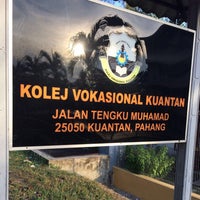 KOLEJ VOKASIONAL KUANTAN
JALAN TENGKU MUHAMAD
25050 KUANTAN, PAHANG